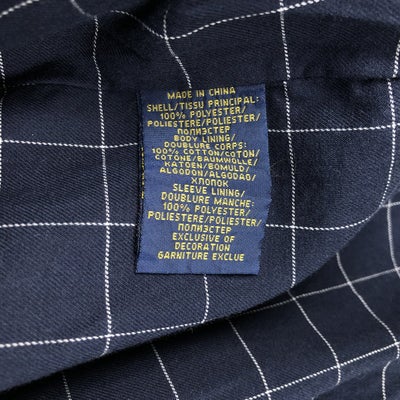 MADE IN CHINA
SHELL/TISSU PRINCIPAL:
100% POLYESTER/
POLIESTERE/POLIESTER/
ПОЛИЭСТЕР
BODY LINING/
DOUBLURE CORPS:
100% COTTON/COTON/
COTONE/BAUMWOLLE/
KATOEN/BOMULD/
ALGODON/ALGODAO/
ХЛОПОК
SLEEVE LINING/
DOUBLURE MANCHE:
100% POLYESTER/
POLIESTERE/POLIESTER/
ПОЛИЭСТЕР
EXCLUSIVE OF
DECORATION
GARNITURE EXCLUE